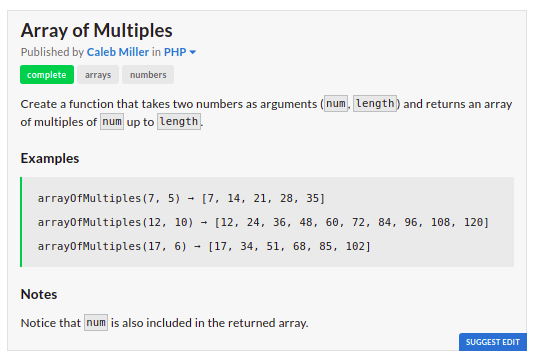 Array of Multiples
Published by Caleb Miller in PHP
complete arrays numbers
Create a function that takes two numbers as arguments (num, length) and returns an array
of multiples of num up to length.
Examples
arrayOfMultiples(7, 5) → [7, 14, 21, 28, 35]
arrayOfMultiples(12, 10) → [12, 24, 36, 48, 60, 72, 84, 96, 108, 120]
arrayOfMultiples(17, 6) → [17, 34, 51, 68, 85, 102]
Notes
Notice that num is also included in the returned array.
SUGGEST EDIT